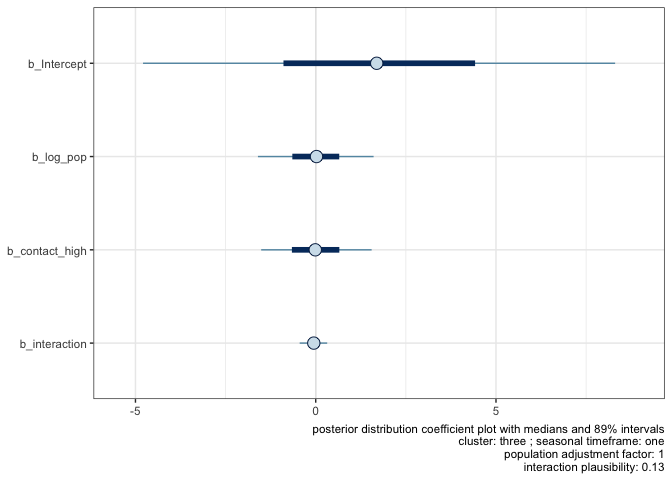 b_Intercept
b_log_pop
b_contact_high
b_interaction
-5 0 5
posterior distribution coefficient plot with medians and 89% intervals
cluster: three ; seasonal timeframe: one
population adjustment factor: 1
interaction plausibility: 0.13